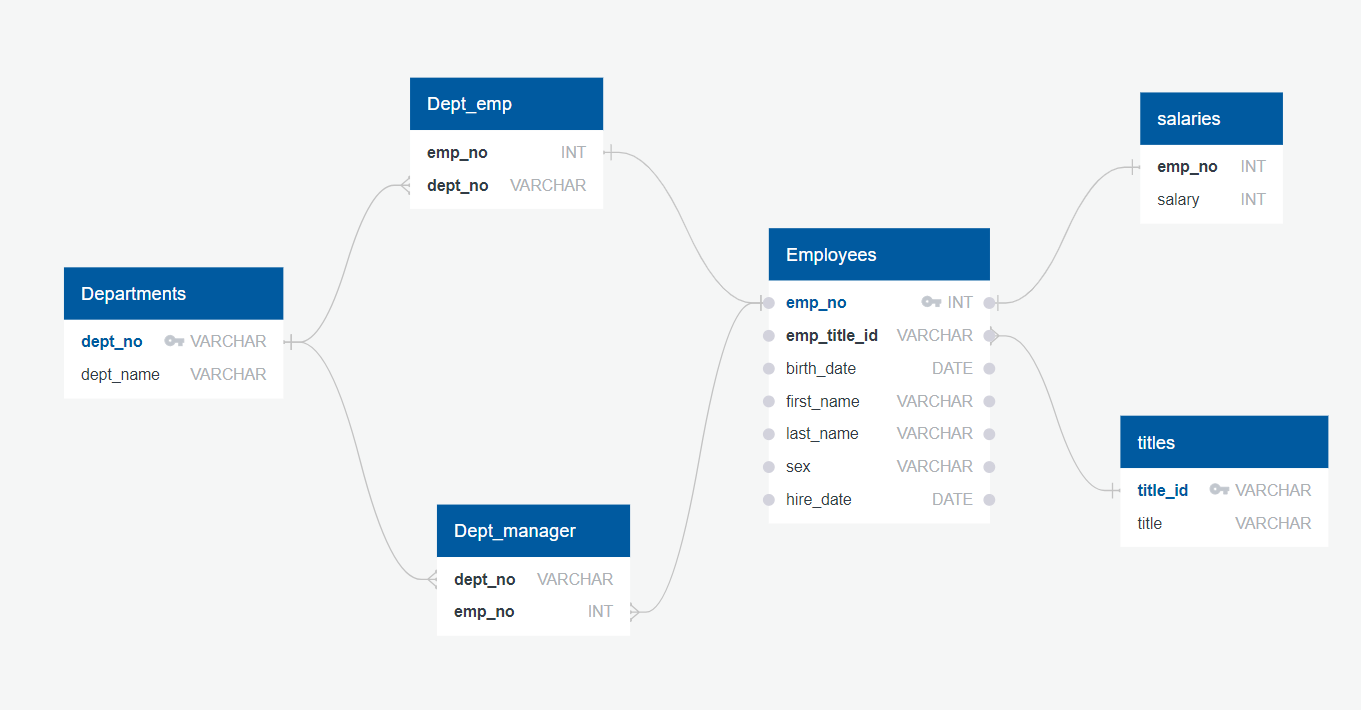 Dept_emp
emp_no INT
dept_no VARCHAR
salaries
emp_no INT
salary INT
Employees
emp_no INT
emp_title_id VARCHAR
birth_date DATE
first_name VARCHAR
last_name VARCHAR
sex VARCHAR
hire_date DATE
Departments
dept_no VARCHAR
dept_name VARCHAR
titles
title_id VARCHAR
title VARCHAR
Dept_manager
dept_no VARCHAR
emp_no INT